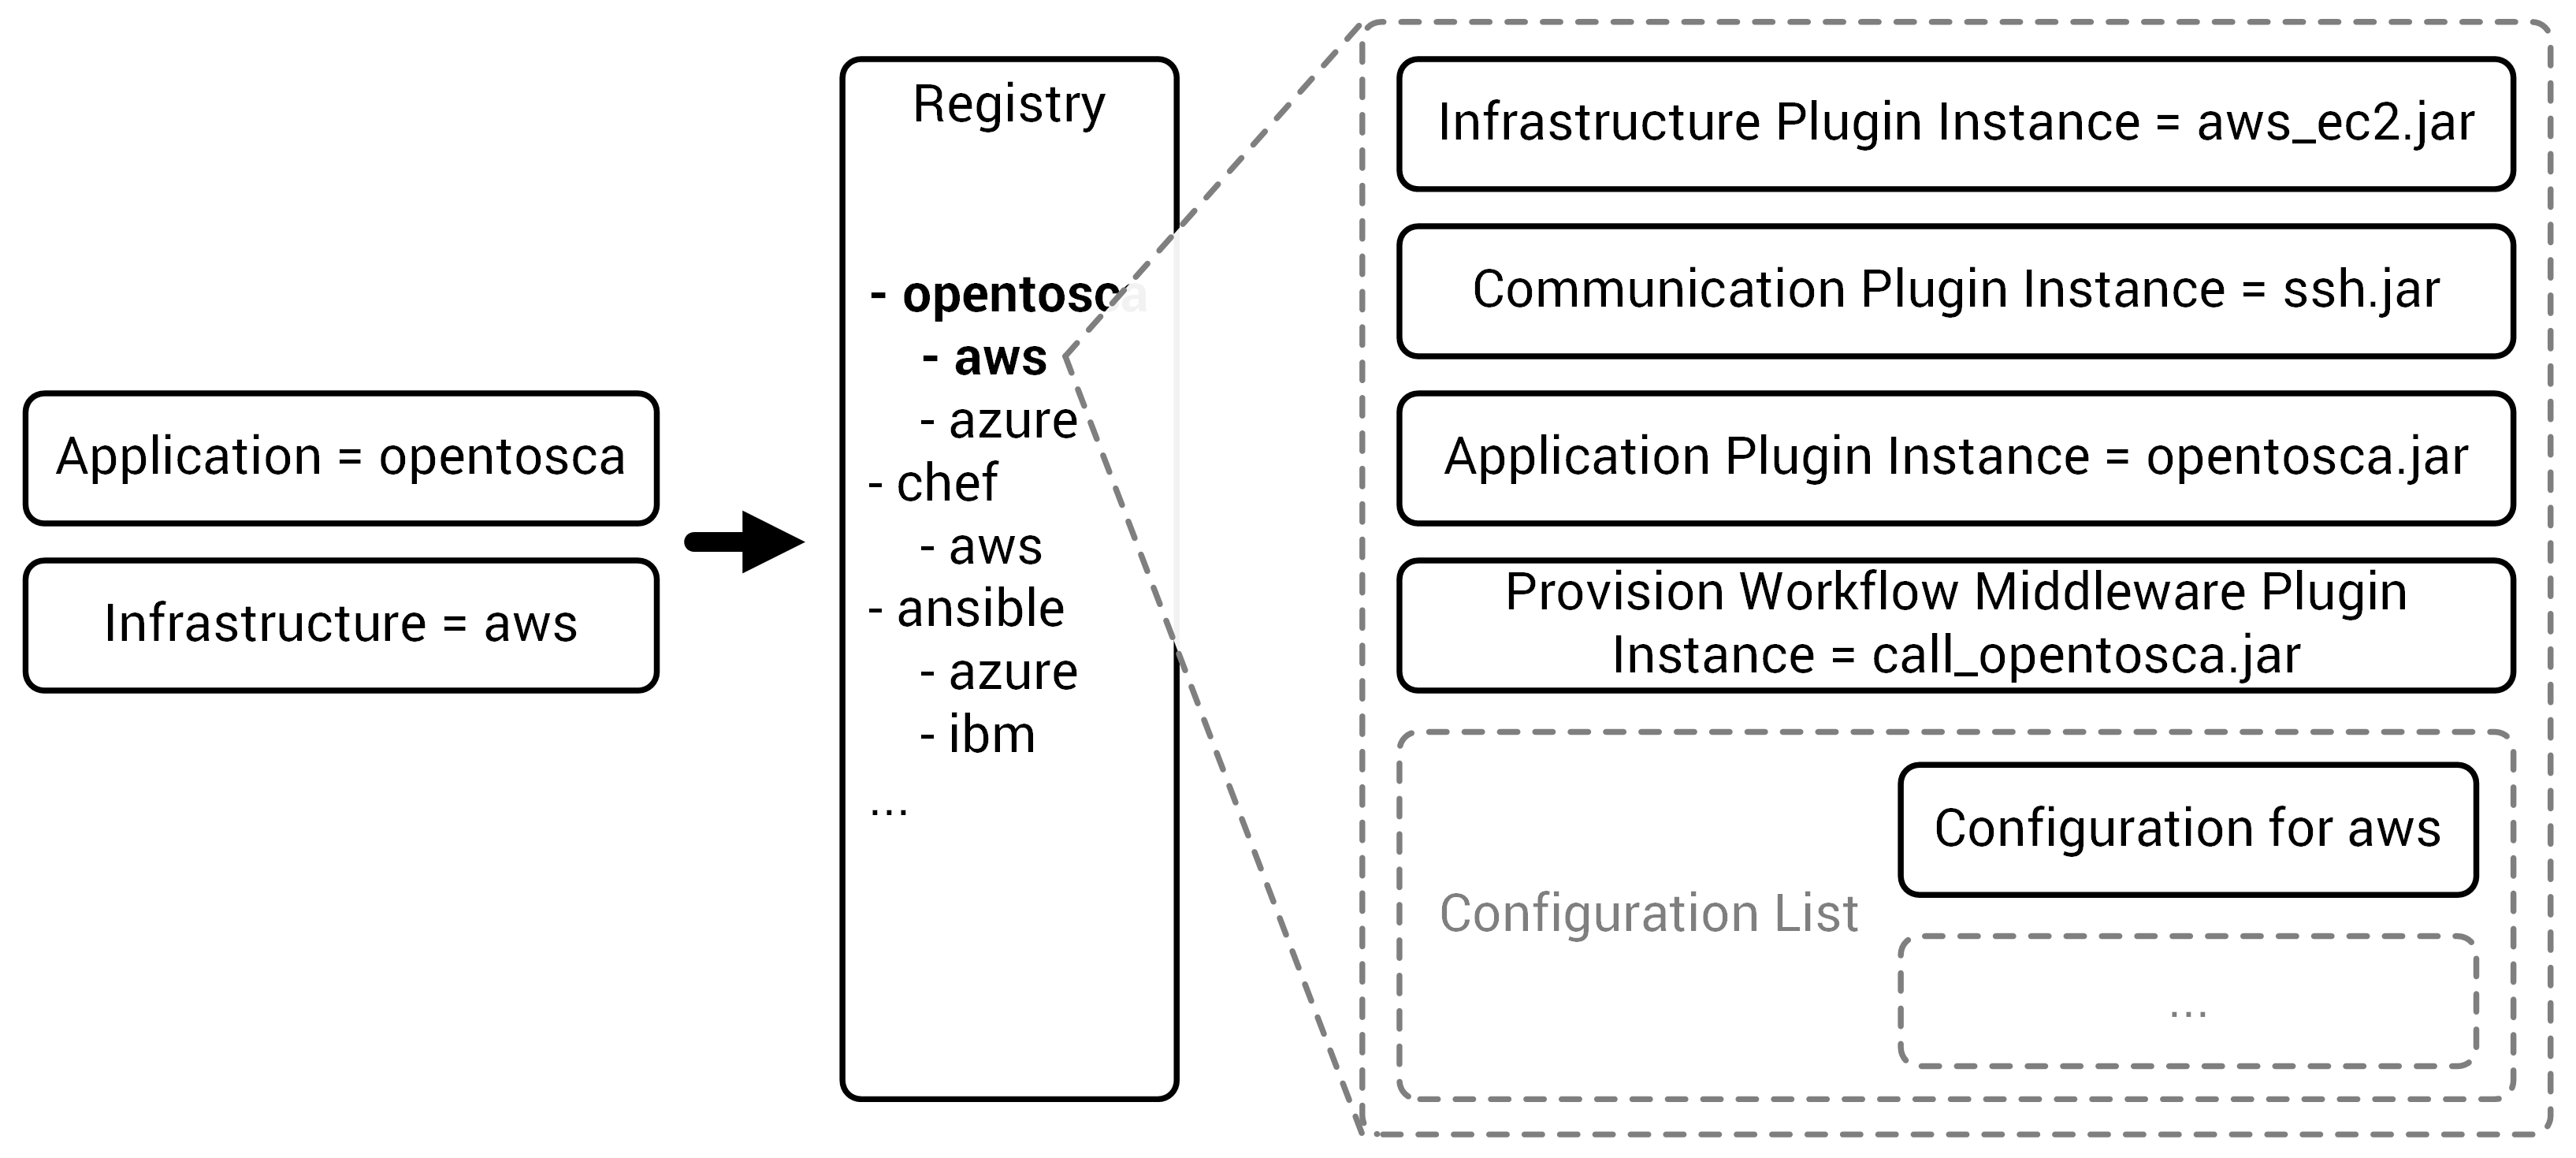 Application = opentosca
Infrastructure = aws
Registry
- opentosca
- aws
- azure
- chef
- aws
- ansible
- azure
- ibm
...
Infrastructure Plugin Instance = aws_ec2.jar
Communication Plugin Instance = ssh.jar
Application Plugin Instance = opentosca.jar
Provision Workflow Middleware Plugin
Instance = call_opentosca.jar
Configuration List
Configuration for aws
...